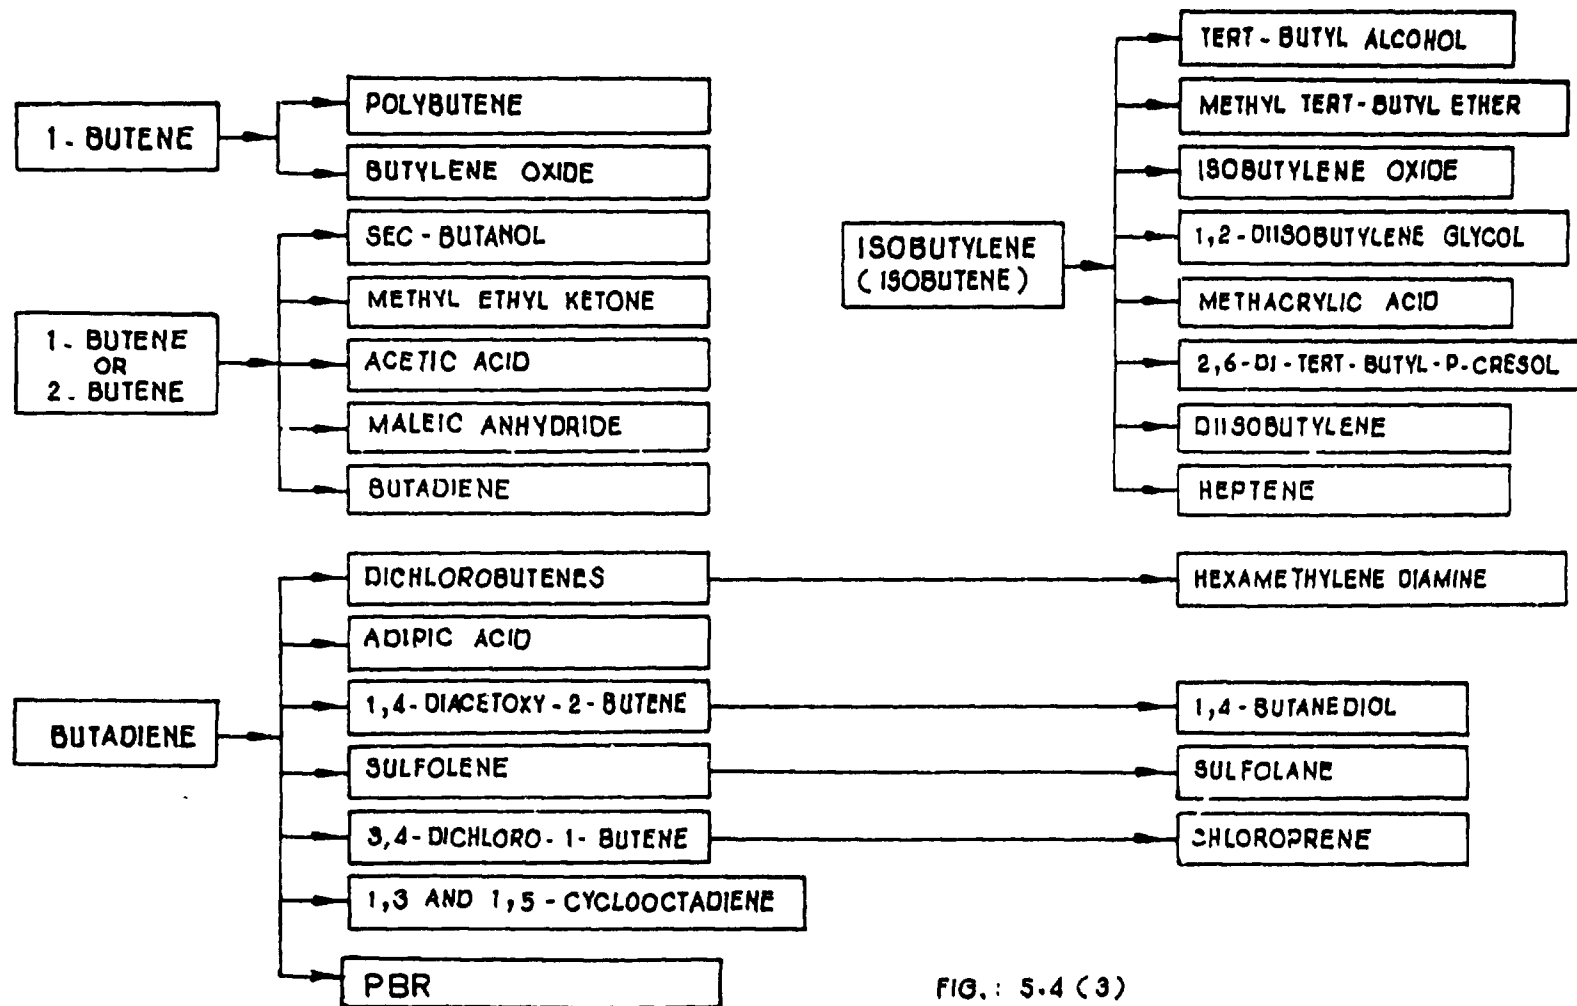 1. BUTENE
POLYBUTENE
BUTYLENE OXIDE
1. BUTENE
OR
2. BUTENE
SEC - BUTANOL
METHYL ETHYL KETONE
ACETIC ACID
MALEIC ANHYDRIDE
BUTADIENE
ISOBUTYLENE
( ISOBUTENE )
TERT - BUTYL ALCOHOL
METHYL TERT - BUTYL ETHER
ISOBUTYLENE OXIDE
1,2 - DIISOBUTYLENE GLYCOL
METHACRYLIC ACID
2,6 - DI - TERT - BUTYL - P - CRESOL
DIISOBUTYLENE
HEPTENE
BUTADIENE
DICHLOROBUTENES
HEXAMETHYLENE DIAMINE
ADIPIC ACID
1,4 - DIACETOXY - 2 - BUTENE
1,4 - BUTANEDIOL
SULFOLENE
SULFOLANE
3,4 - DICHLORO - 1 - BUTENE
CHLOROPRENE
1,3 AND 1,5 - CYCLOOCTADIENE
PBR
FIG. : 5.4 (3)